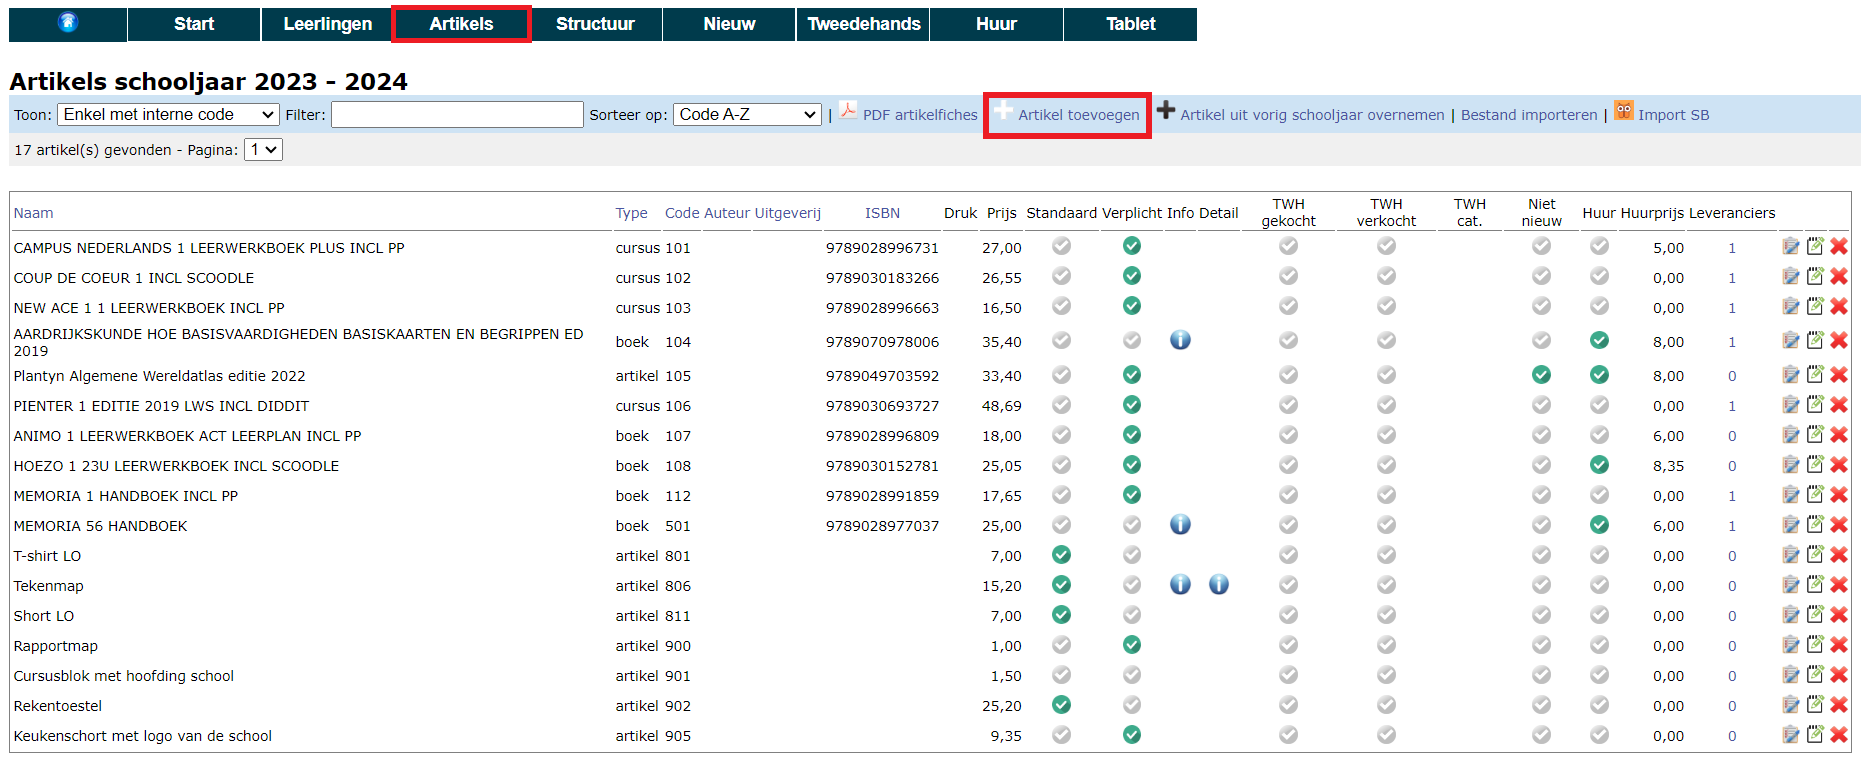 Start Leerlingen Artikels Structuur Nieuw Tweedehands Huur Tablet
Artikels schooljaar 2023 - 2024
Toon: Enkel met interne code Filter: Sorteer op: Code A-Z | PDF artikelfiches Artikel toevoegen Artikel uit vorig schooljaar overnemen | Bestand importeren | Import SB
17 artikel(s) gevonden - Pagina: 1
Naam Type Code Auteur Uitgeverij ISBN Druk Prijs Standaard Verplicht Info Detail TWH gekocht TWH verkocht TWH cat. Niet nieuw Huur Huurprijs Leveranciers
CAMPUS NEDERLANDS 1 LEERWERKBOEK PLUS INCL PP cursus 101 9789028996731 27,00 5,00 1
COUP DE COEUR 1 INCL SCOODLE cursus 102 9789030183266 26,55 0,00 1
NEW ACE 1 1 LEERWERKBOEK INCL PP cursus 103 9789028996663 16,50 0,00 1
AARDRIJKSKUNDE HOE BASISVAARDIGHEDEN BASISKAARTEN EN BEGRIPPEN ED
2019 boek 104 9789070978006 35,40 8,00 1
Plantyn Algemene Wereldatlas editie 2022 artikel 105 9789049703592 33,40 8,00 0
PIENTER 1 EDITIE 2019 LWS INCL DIDDIT cursus 106 9789030693727 48,69 0,00 1
ANIMO 1 LEERWERKBOEK ACT LEERPLAN INCL PP boek 107 9789028996809 18,00 6,00 0
HOEZO 1 23U LEERWERKBOEK INCL SCOODLE boek 108 9789030152781 25,05 8,35 0
MEMORIA 1 HANDBOEK INCL PP boek 112 9789028991859 17,65 0,00 1
MEMORIA 56 HANDBOEK boek 501 9789028977037 25,00 6,00 1
T-shirt LO artikel 801 7,00 0,00 0
Tekenmap artikel 806 15,20 0,00 0
Short LO artikel 811 7,00 0,00 0
Rapportmap artikel 900 1,00 0,00 0
Cursusblok met hoofding school artikel 901 1,50 0,00 0
Rekentoestel artikel 902 25,20 0,00 0
Keukenschort met logo van de school artikel 905 9,35 0,00 0